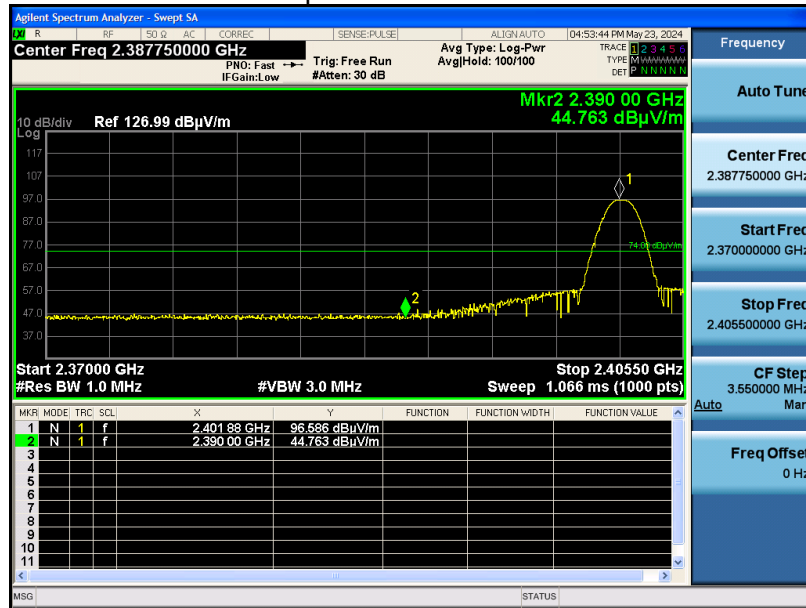 Agilent Spectrum Analyzer - Swept SA
LXI R RF 50 Ω AC CORREC SENSE:PULSE ALIGN AUTO 04:53:44 PM May 23, 2024
Center Freq 2.387750000 GHz
PNO: Fast
IFGain:Low
Trig: Free Run
#Atten: 30 dB
Avg Type: Log-Pwr
Avg|Hold: 100/100
TRACE 1 2 3 4 5 6
TYPE M WWWWW
DET P N N N N N
Mkr2 2.390 00 GHz
44.763 dBµV/m
10 dB/div Ref 126.99 dBµV/m
Log
117
107
97.0
87.0
77.0
67.0
57.0
47.0
37.0
1
74.00 dBµV/m
2
Start 2.37000 GHz Stop 2.40550 GHz
#Res BW 1.0 MHz #VBW 3.0 MHz Sweep 1.066 ms (1000 pts)
MKR MODE TRC SCL X Y FUNCTION FUNCTION WIDTH FUNCTION VALUE
1 N 1 f 2.401 88 GHz 96.586 dBµV/m
2 N 1 f 2.390 00 GHz 44.763 dBµV/m
3
4
5
6
7
8
9
10
11
MSG STATUS
Frequency
Auto Tune
Center Freq
2.387750000 GHz
Start Freq
2.370000000 GHz
Stop Freq
2.405500000 GHz
CF Step
3.550000 MHz
Auto Man
Freq Offset
0 Hz